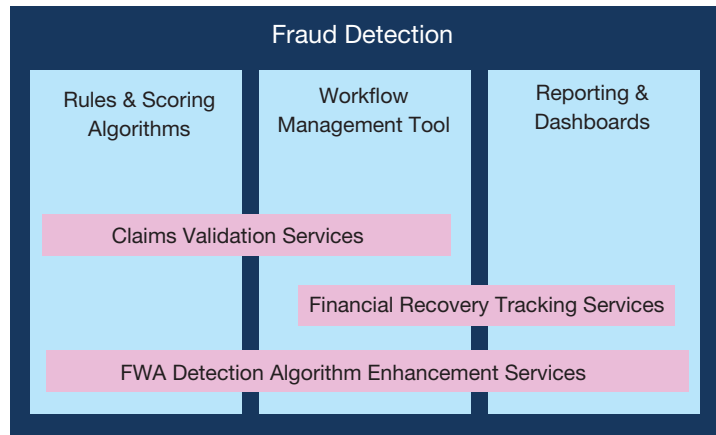 Fraud Detection
Rules & Scoring
Algorithms
Workflow
Management Tool
Reporting &
Dashboards
Claims Validation Services
Financial Recovery Tracking Services
FWA Detection Algorithm Enhancement Services